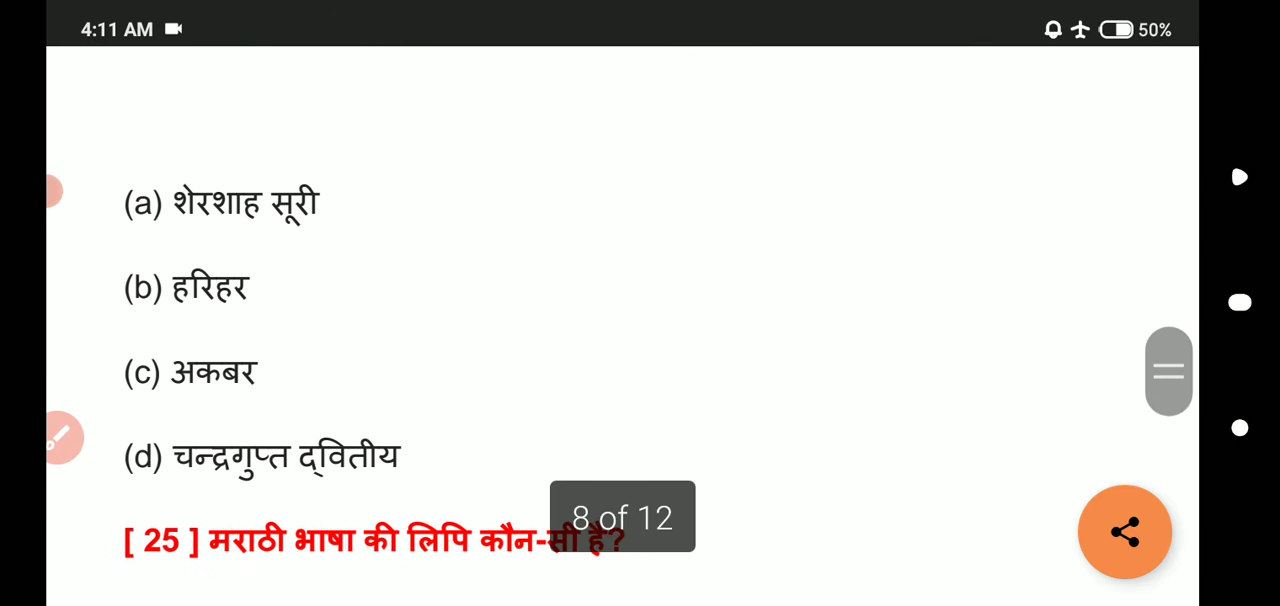 4:11 AM 50%
(a) शेरशाह सूरी
(b) हरिहर
(c) अकबर
(d) चन्द्रगुप्त द्वितीय
[ 25 ] मराठी भाषा की लिपि कौन-सी है?
8 of 12